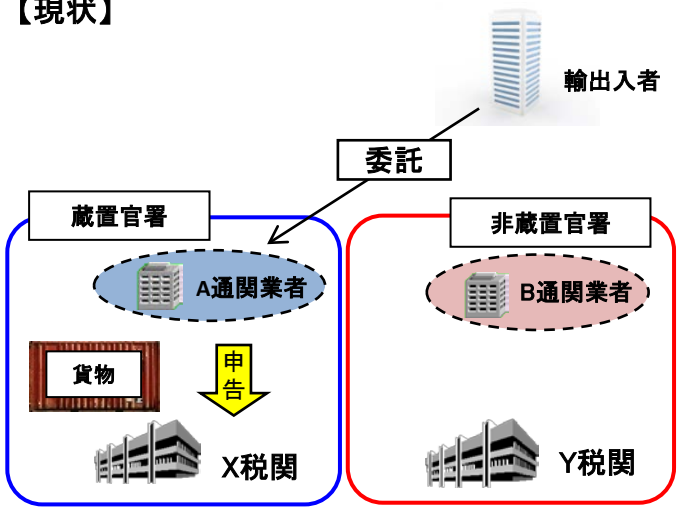 【現状】
輸出入者
委託
蔵置官署
非蔵置官署
A通関業者
B通関業者
貨物
申
告
X税関
Y税関